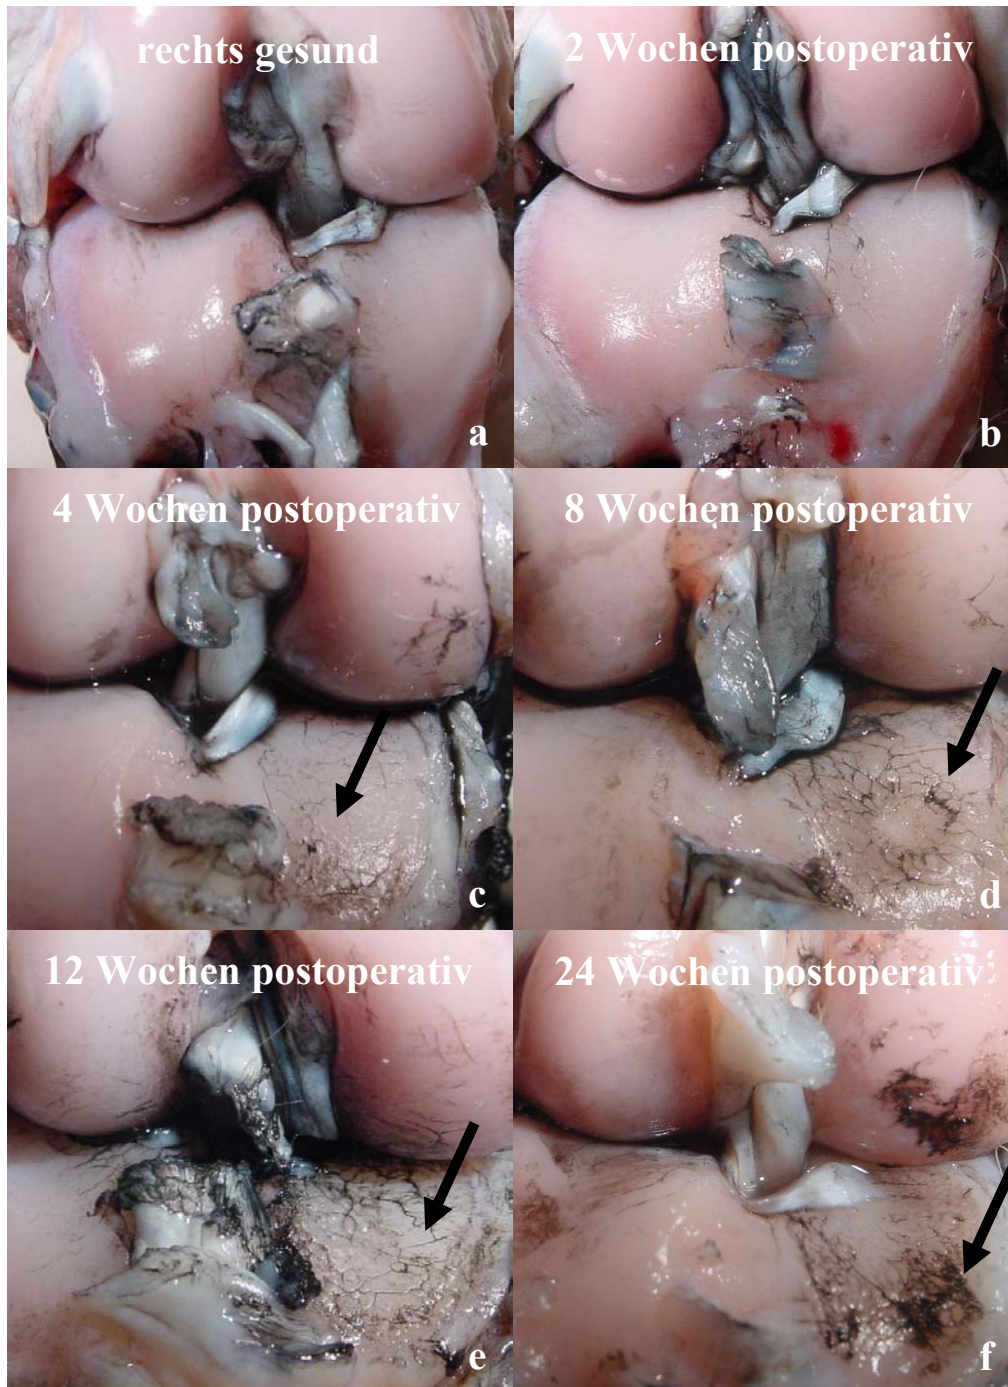 rechts gesund
2 Wochen postoperativ
a
b
4 Wochen postoperativ
8 Wochen postoperativ
c
d
12 Wochen postoperativ
24 Wochen postoperativ
e
f